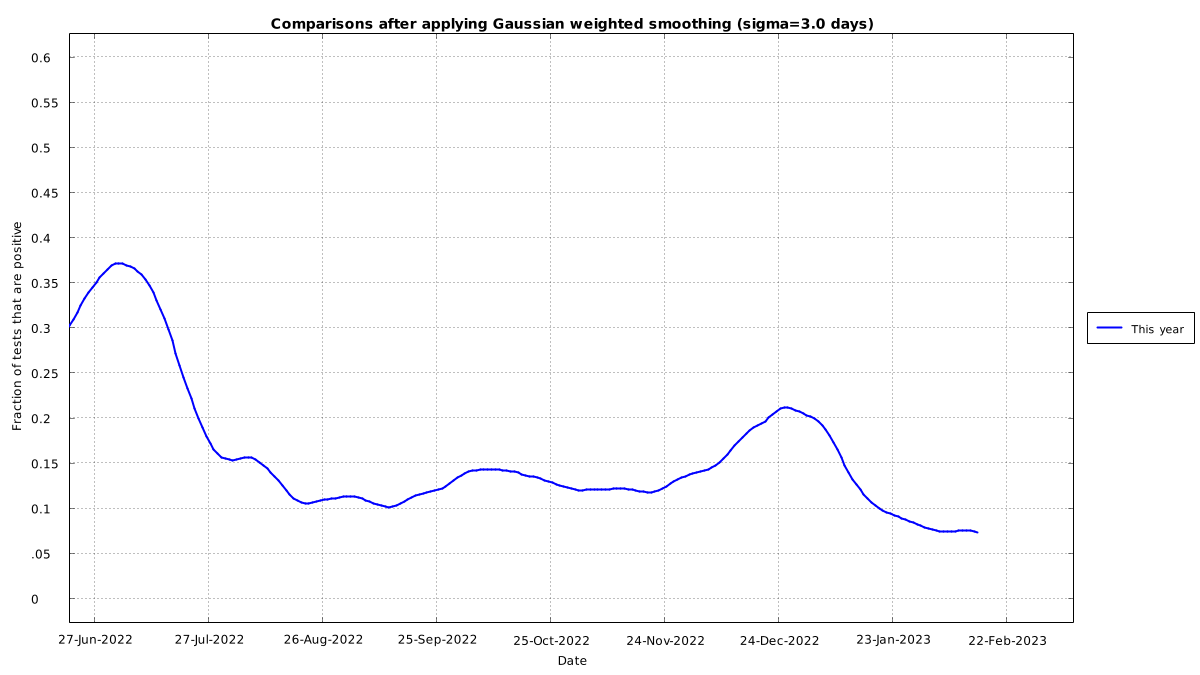 Comparisons after applying Gaussian weighted smoothing (sigma=3.0 days)
0.6
0.55
0.5
0.45
0.4
0.35
0.3
0.25
0.2
0.15
0.1
.05
0
Fraction of tests that are positive
This year
27-Jun-2022 27-Jul-2022 26-Aug-2022 25-Sep-2022 25-Oct-2022 24-Nov-2022 24-Dec-2022 23-Jan-2023 22-Feb-2023
Date